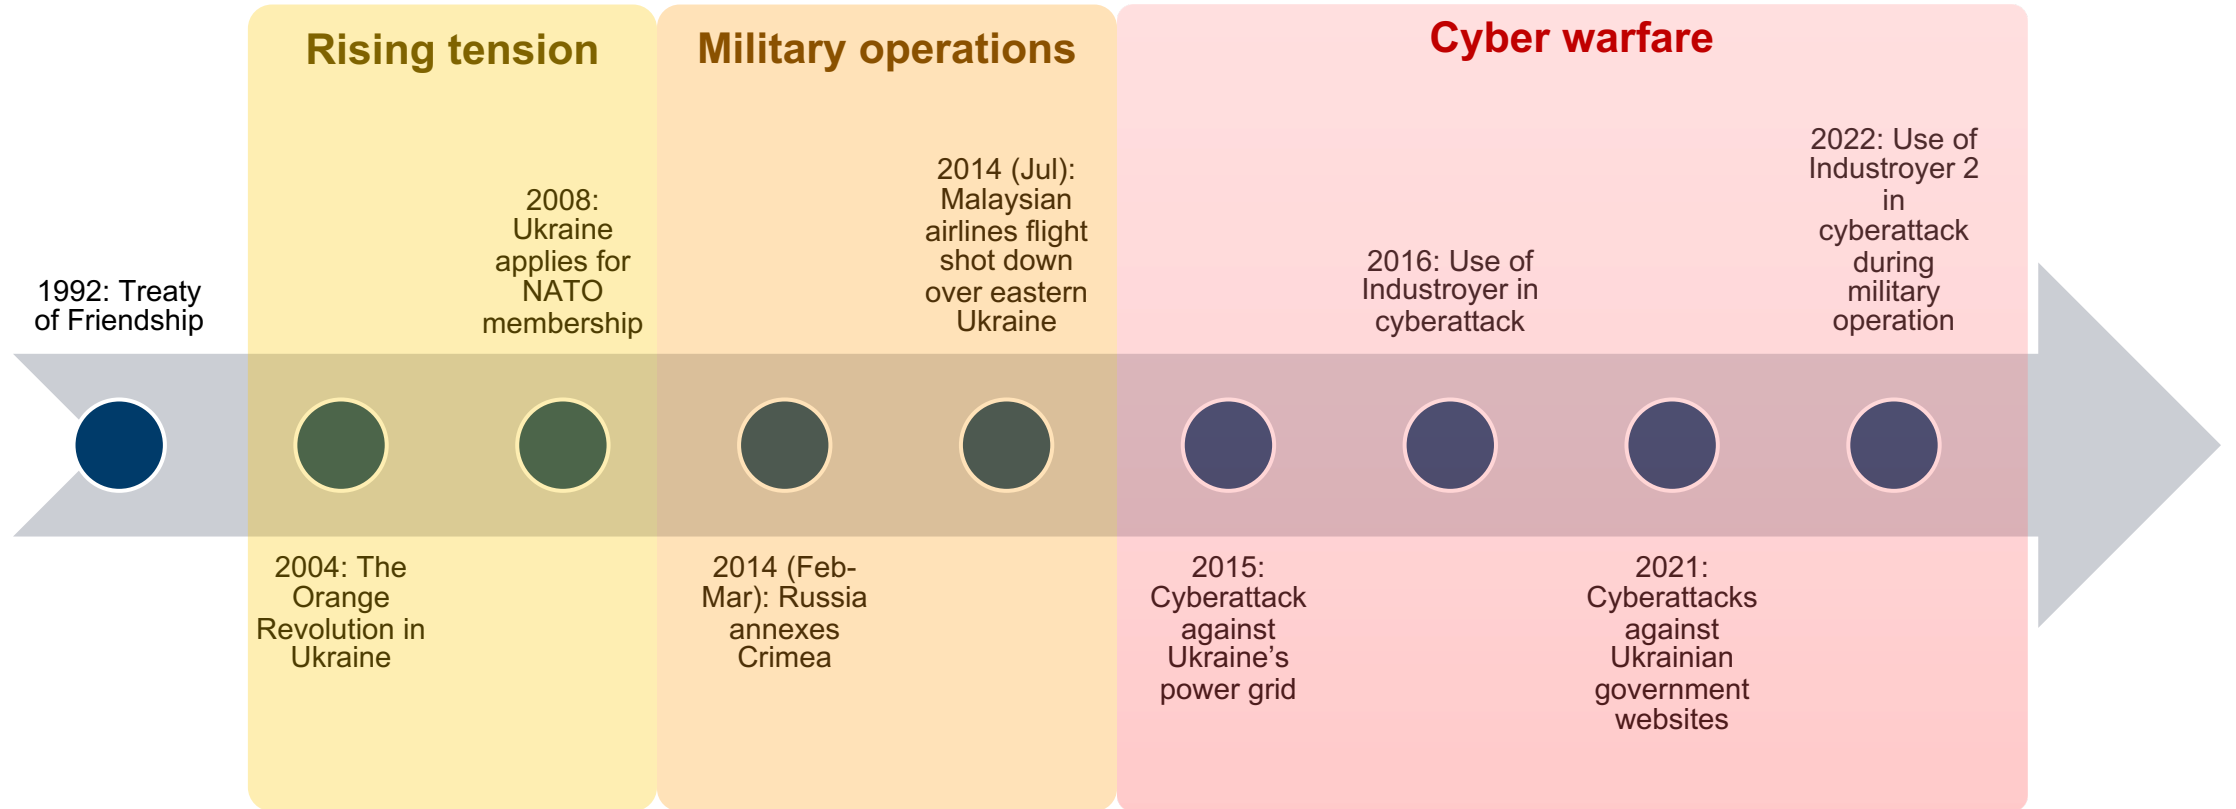 Rising tension
Military operations
Cyber warfare
1992: Treaty
of Friendship
2004: The
Orange
Revolution in
Ukraine
2008:
Ukraine
applies for
NATO
membership
2014 (Feb-
Mar): Russia
annexes
Crimea
2014 (Jul):
Malaysian
airlines flight
shot down
over eastern
Ukraine
2015:
Cyberattack
against
Ukraine’s
power grid
2016: Use of
Industroyer in
cyberattack
2021:
Cyberattacks
against
Ukrainian
government
websites
2022: Use of
Industroyer 2
in
cyberattack
during
military
operation